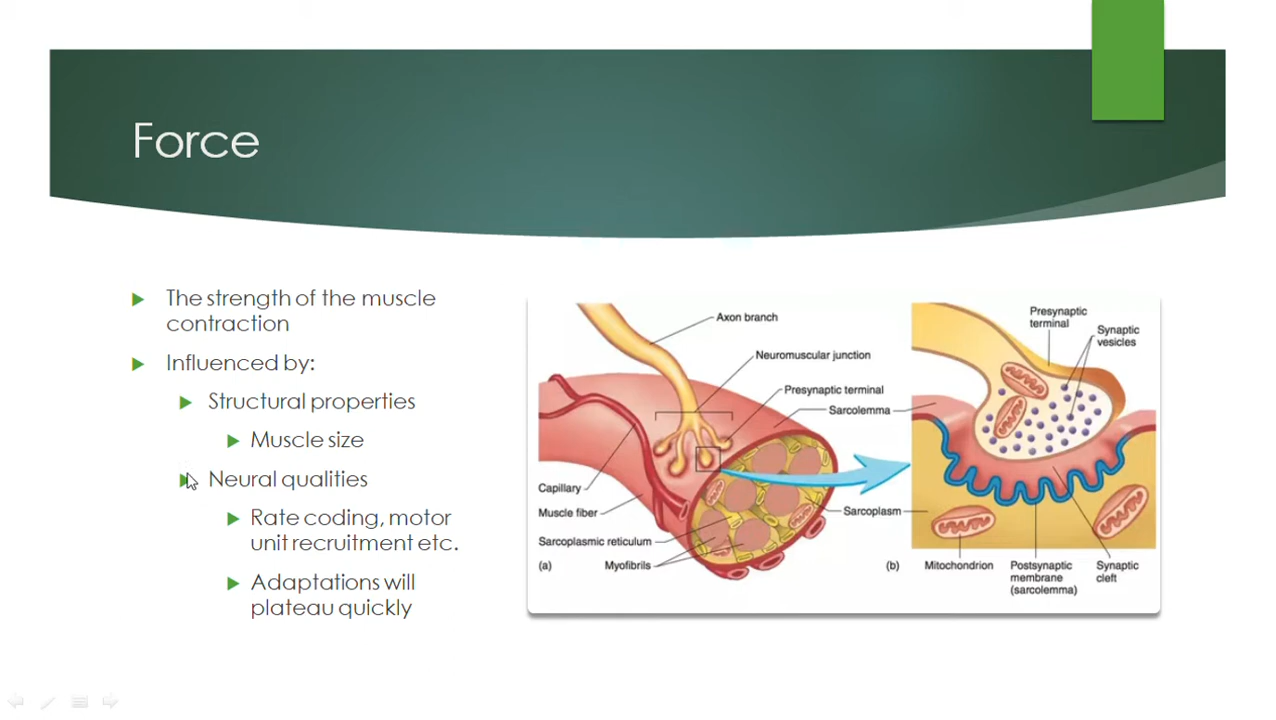 Force
The strength of the muscle
contraction
Influenced by:
Structural properties
Muscle size
Neural qualities
Rate coding, motor
unit recruitment etc.
Adaptations will
plateau quickly
Axon branch
Neuromuscular junction
Presynaptic terminal
Sarcolemma
Capillary
Muscle fiber
Sarcoplasm
Sarcoplasmic reticulum
Myofibrils
(a)
Presynaptic
terminal
Synaptic
vesicles
(b)
Mitochondrion
Postsynaptic
membrane
(sarcolemma)
Synaptic
cleft